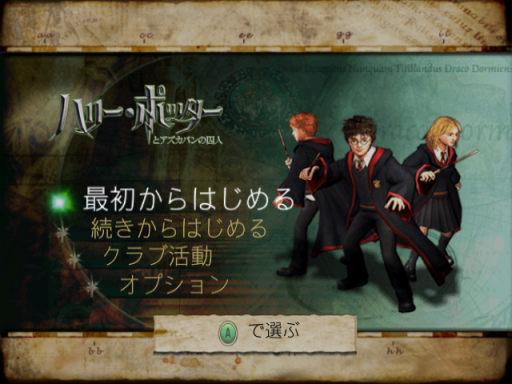 Draco Dormiens Nunquam Titillandus Draco Dormiens
ハリー・ポッター
とアズカバンの囚人
最初からはじめる
続きからはじめる
クラブ活動
オプション
A で選ぶ